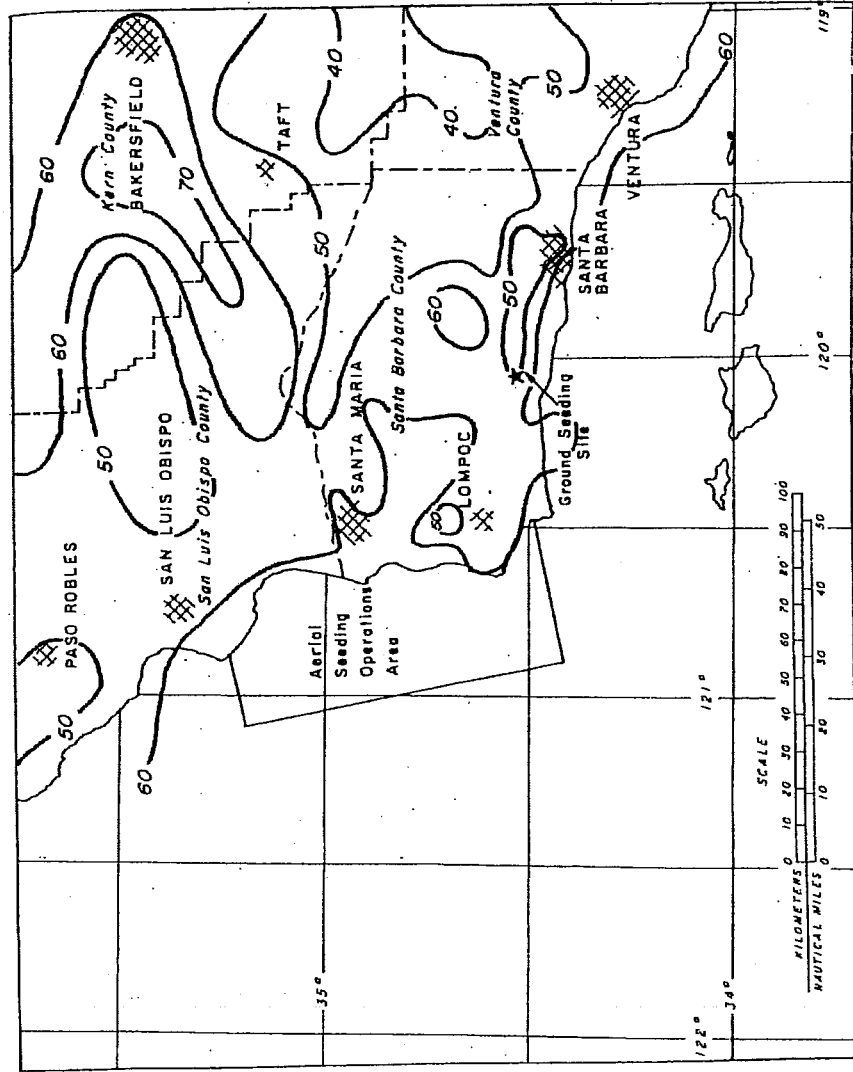 60
50
PASO ROBLES
50
60
60
SAN LUIS OBISPO
San Luis Obispo County
Kern County
BAKERSFIELD
70
50
TAFT
40
35°
Aerial
Seeding
Operations
Area
SANTA MARIA
Santa Barbara County
60
60
LOMPOC
50
40
Ventura
County
50
Ground Seeding
Site
SANTA
BARBARA
VENTURA
60
122°
121°
120°
119°
34°
SCALE
KILOMETERS
0 10 20 30 40 50 60 70 80 90 100
NAUTICAL MILES
0 10 20 30 40 50